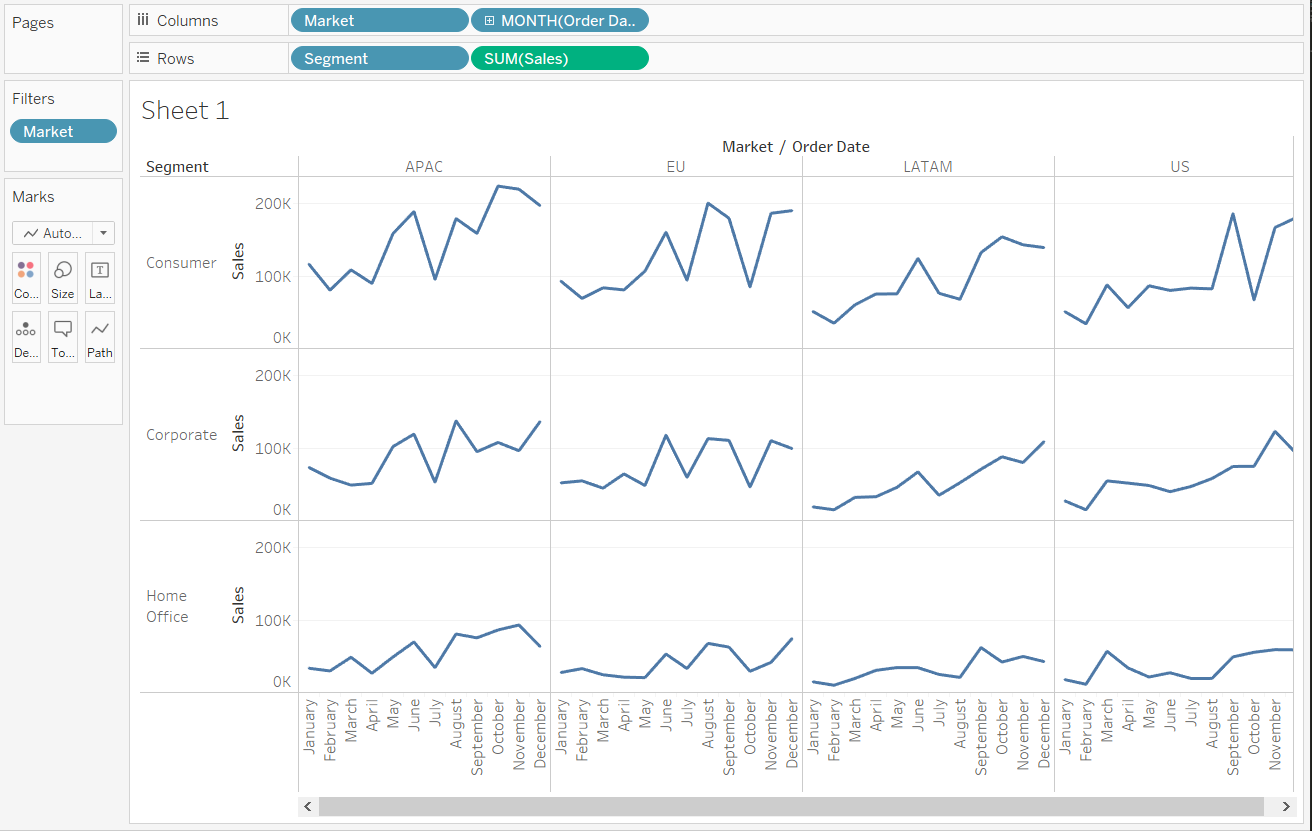 Pages
Columns
Market
MONTH(Order Da..
Rows
Segment
SUM(Sales)
Filters
Market
Marks
Auto...
Co...
Size
La...
De...
To...
Path
Sheet 1
Market / Order Date
Segment
APAC
EU
LATAM
US
Consumer
Sales
200K
100K
0K
Corporate
Sales
200K
100K
0K
Home
Office
Sales
200K
100K
0K
January
February
March
April
May
June
July
August
September
October
November
December
January
February
March
April
May
June
July
August
September
October
November
December
January
February
March
April
May
June
July
August
September
October
November
December
January
February
March
April
May
June
July
August
September
October
November